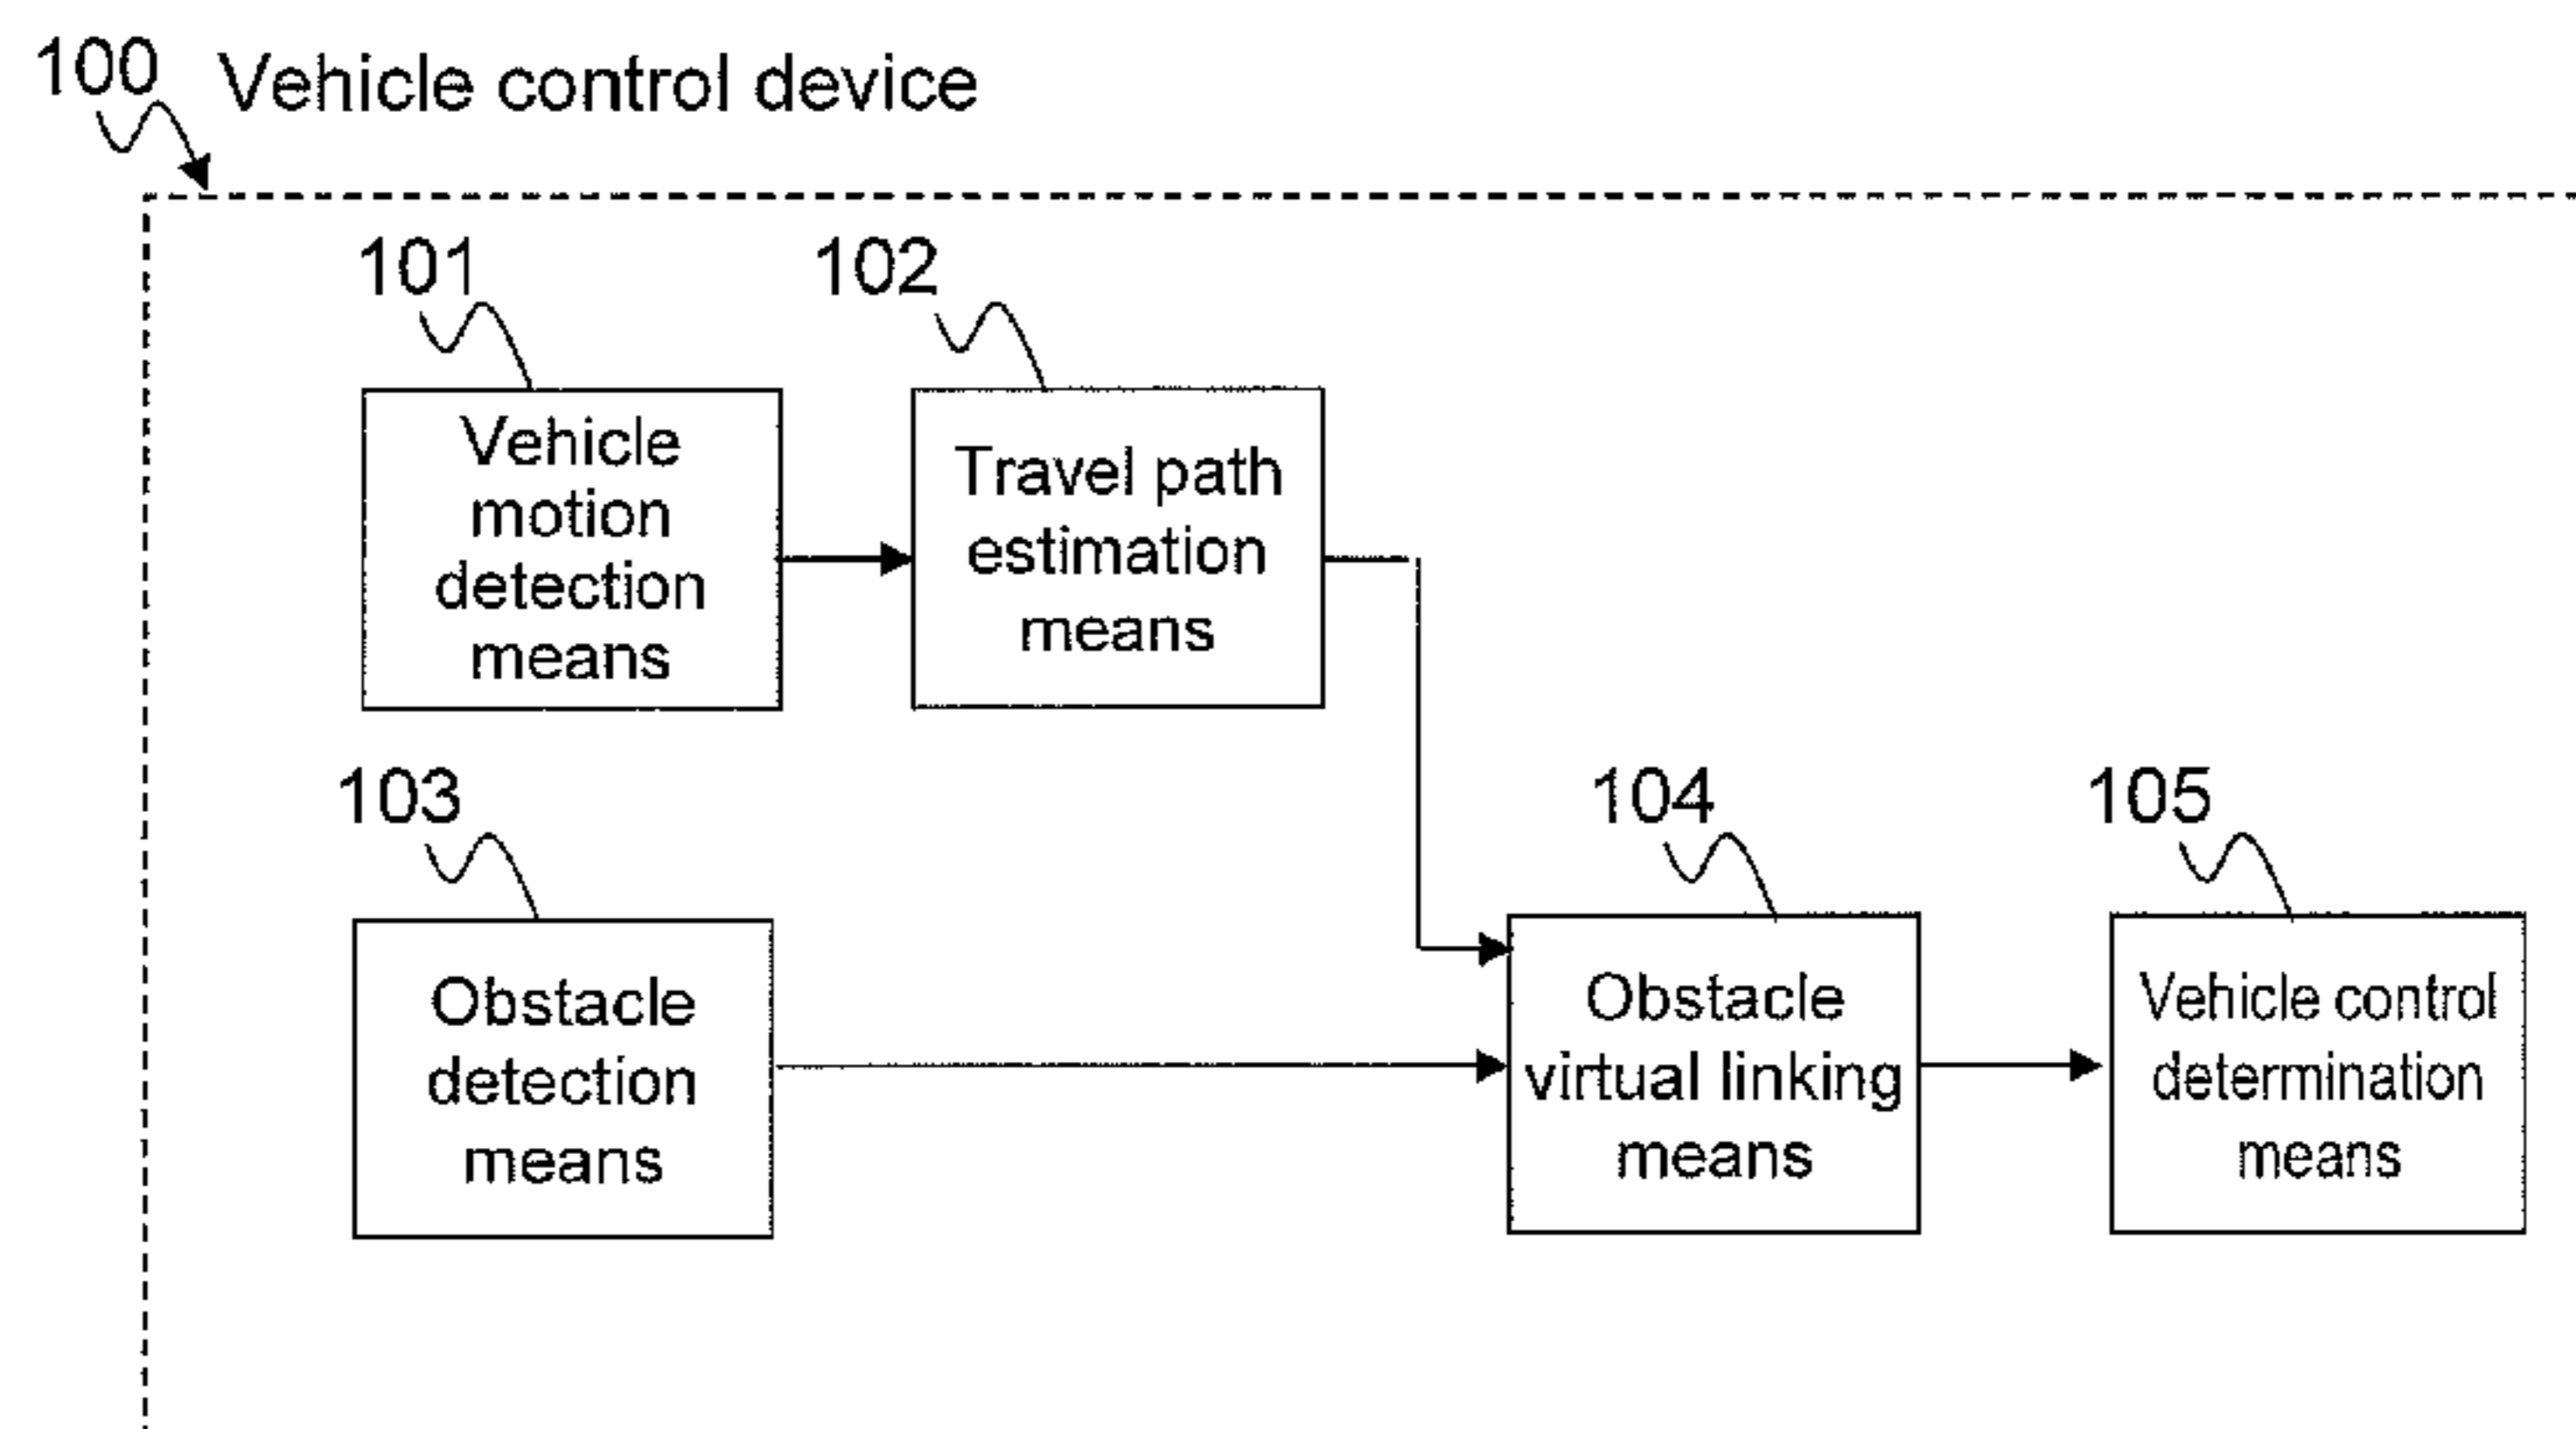 100 Vehicle control device
101
102
Vehicle
motion
detection
means
Travel path
estimation
means
103
104
105
Obstacle
detection
means
Obstacle
virtual linking
means
Vehicle control
determination
means